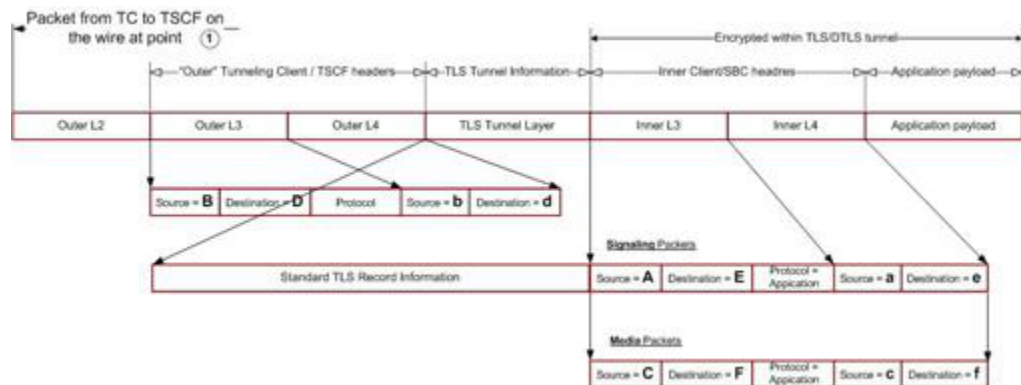 Packet from TC to TSCF on
the wire at point 1
Encrypted within TLS/DTLS tunnel
"Outer" Tunneling Client / TSCF headers
TLS Tunnel Information
Inner Client/SBC headres
Application payload
Outer L2
Outer L3
Outer L4
TLS Tunnel Layer
Inner L3
Inner L4
Application payload
Source = B
Destination = D
Protocol
Source = b
Destination = d
Signaling Packets
Standard TLS Record Information
Source = A
Destination = E
Protocol =
Appication
Source = a
Destination = e
Media Packets
Source = C
Destination = F
Protocol =
Appication
Source = c
Destination = f